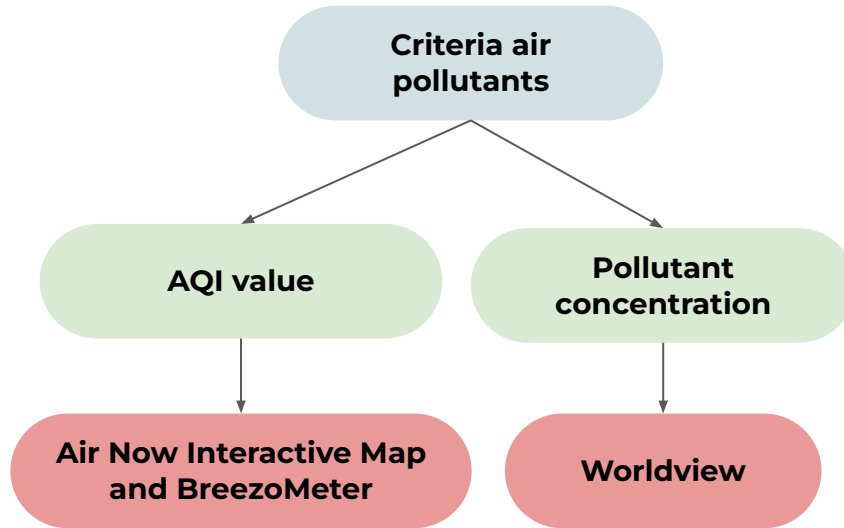 Criteria air
pollutants
AQI value
Pollutant
concentration
Air Now Interactive Map
and BreezoMeter
Worldview